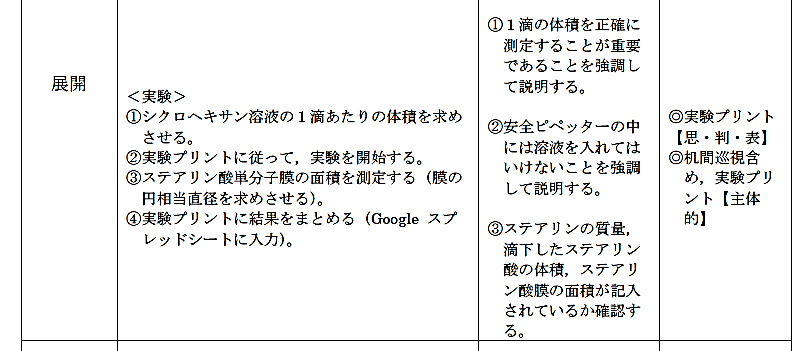 展開
＜実験＞
①シクロヘキサン溶液の１滴あたりの体積を求め
させる。
②実験プリントに従って，実験を開始する。
③ステアリン酸単分子膜の面積を測定する（膜の
円相当直径を求めさせる）。
④実験プリントに結果をまとめる（Google スプ
レッドシートに入力）。
①１滴の体積を正確に
測定することが重要
であることを強調し
て説明する。
②安全ピペッターの中
には溶液を入れては
いけないことを強調
して説明する。
③ステアリンの質量，
滴下したステアリン
酸の体積，ステアリ
ン酸膜の面積が記入
されているか確認す
る。
◎実験プリント
【思・判・表】
◎机間巡視含
め，実験プリ
ント【主体
的】